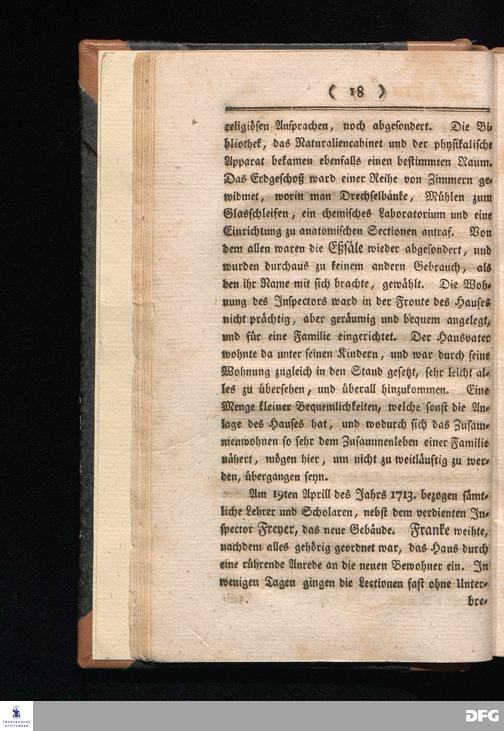 ( 18 )
religiösen Ansprachen, noch abgesondert. Die Bi-
bliothek, das Naturaliencabinet und der physikalische
Apparat bekamen ebenfalls einen bestimmten Raum.
Das Erdgeschoß ward einer Reihe von Zimmern ge-
widmet, worin man Drechselbänke, Mühlen zum
Glasschleifen, ein chemisches Laboratorium und eine
Einrichtung zu anatomischen Sectionen antraf. Von
dem allen waren die Eßsäle wieder abgesondert, und
wurden durchaus zu keinem andern Gebrauch, als
den ihr Name mit sich brachte, gewählt. Die Woh-
nung des Inspectors ward in der Fronte des Hauses
nicht prächtig, aber geräumig und bequem angelegt,
und für eine Familie eingerichtet. Der Hausvater
wohnte da unter seinen Kindern, und war durch seine
Wohnung zugleich in den Stand gesetzt, sehr leicht al-
les zu übersehen, und überall hinzukommen. Eine
Menge kleiner Bequemlichkeiten, welche sonst die An-
lage des Hauses hat, und wodurch sich das Zusam-
menwohnen so sehr dem Zusammenleben einer Familie
nähert, mögen hier, um nicht zu weitläuftig zu wer-
den, übergangen seyn.
Am 19ten Aprill des Jahrs 1713. bezogen sämt-
liche Lehrer und Scholaren, nebst dem verdienten In-
spector Freyer, das neue Gebäude. Franke weihte,
nachdem alles gehörig geordnet war, das Haus durch
eine rührende Anrede an die neuen Bewohner ein. In
wenigen Tagen gingen die Lectionen fast ohne Unter-
bre-
FRANCKESCHE
STIFTUNGEN
DFG